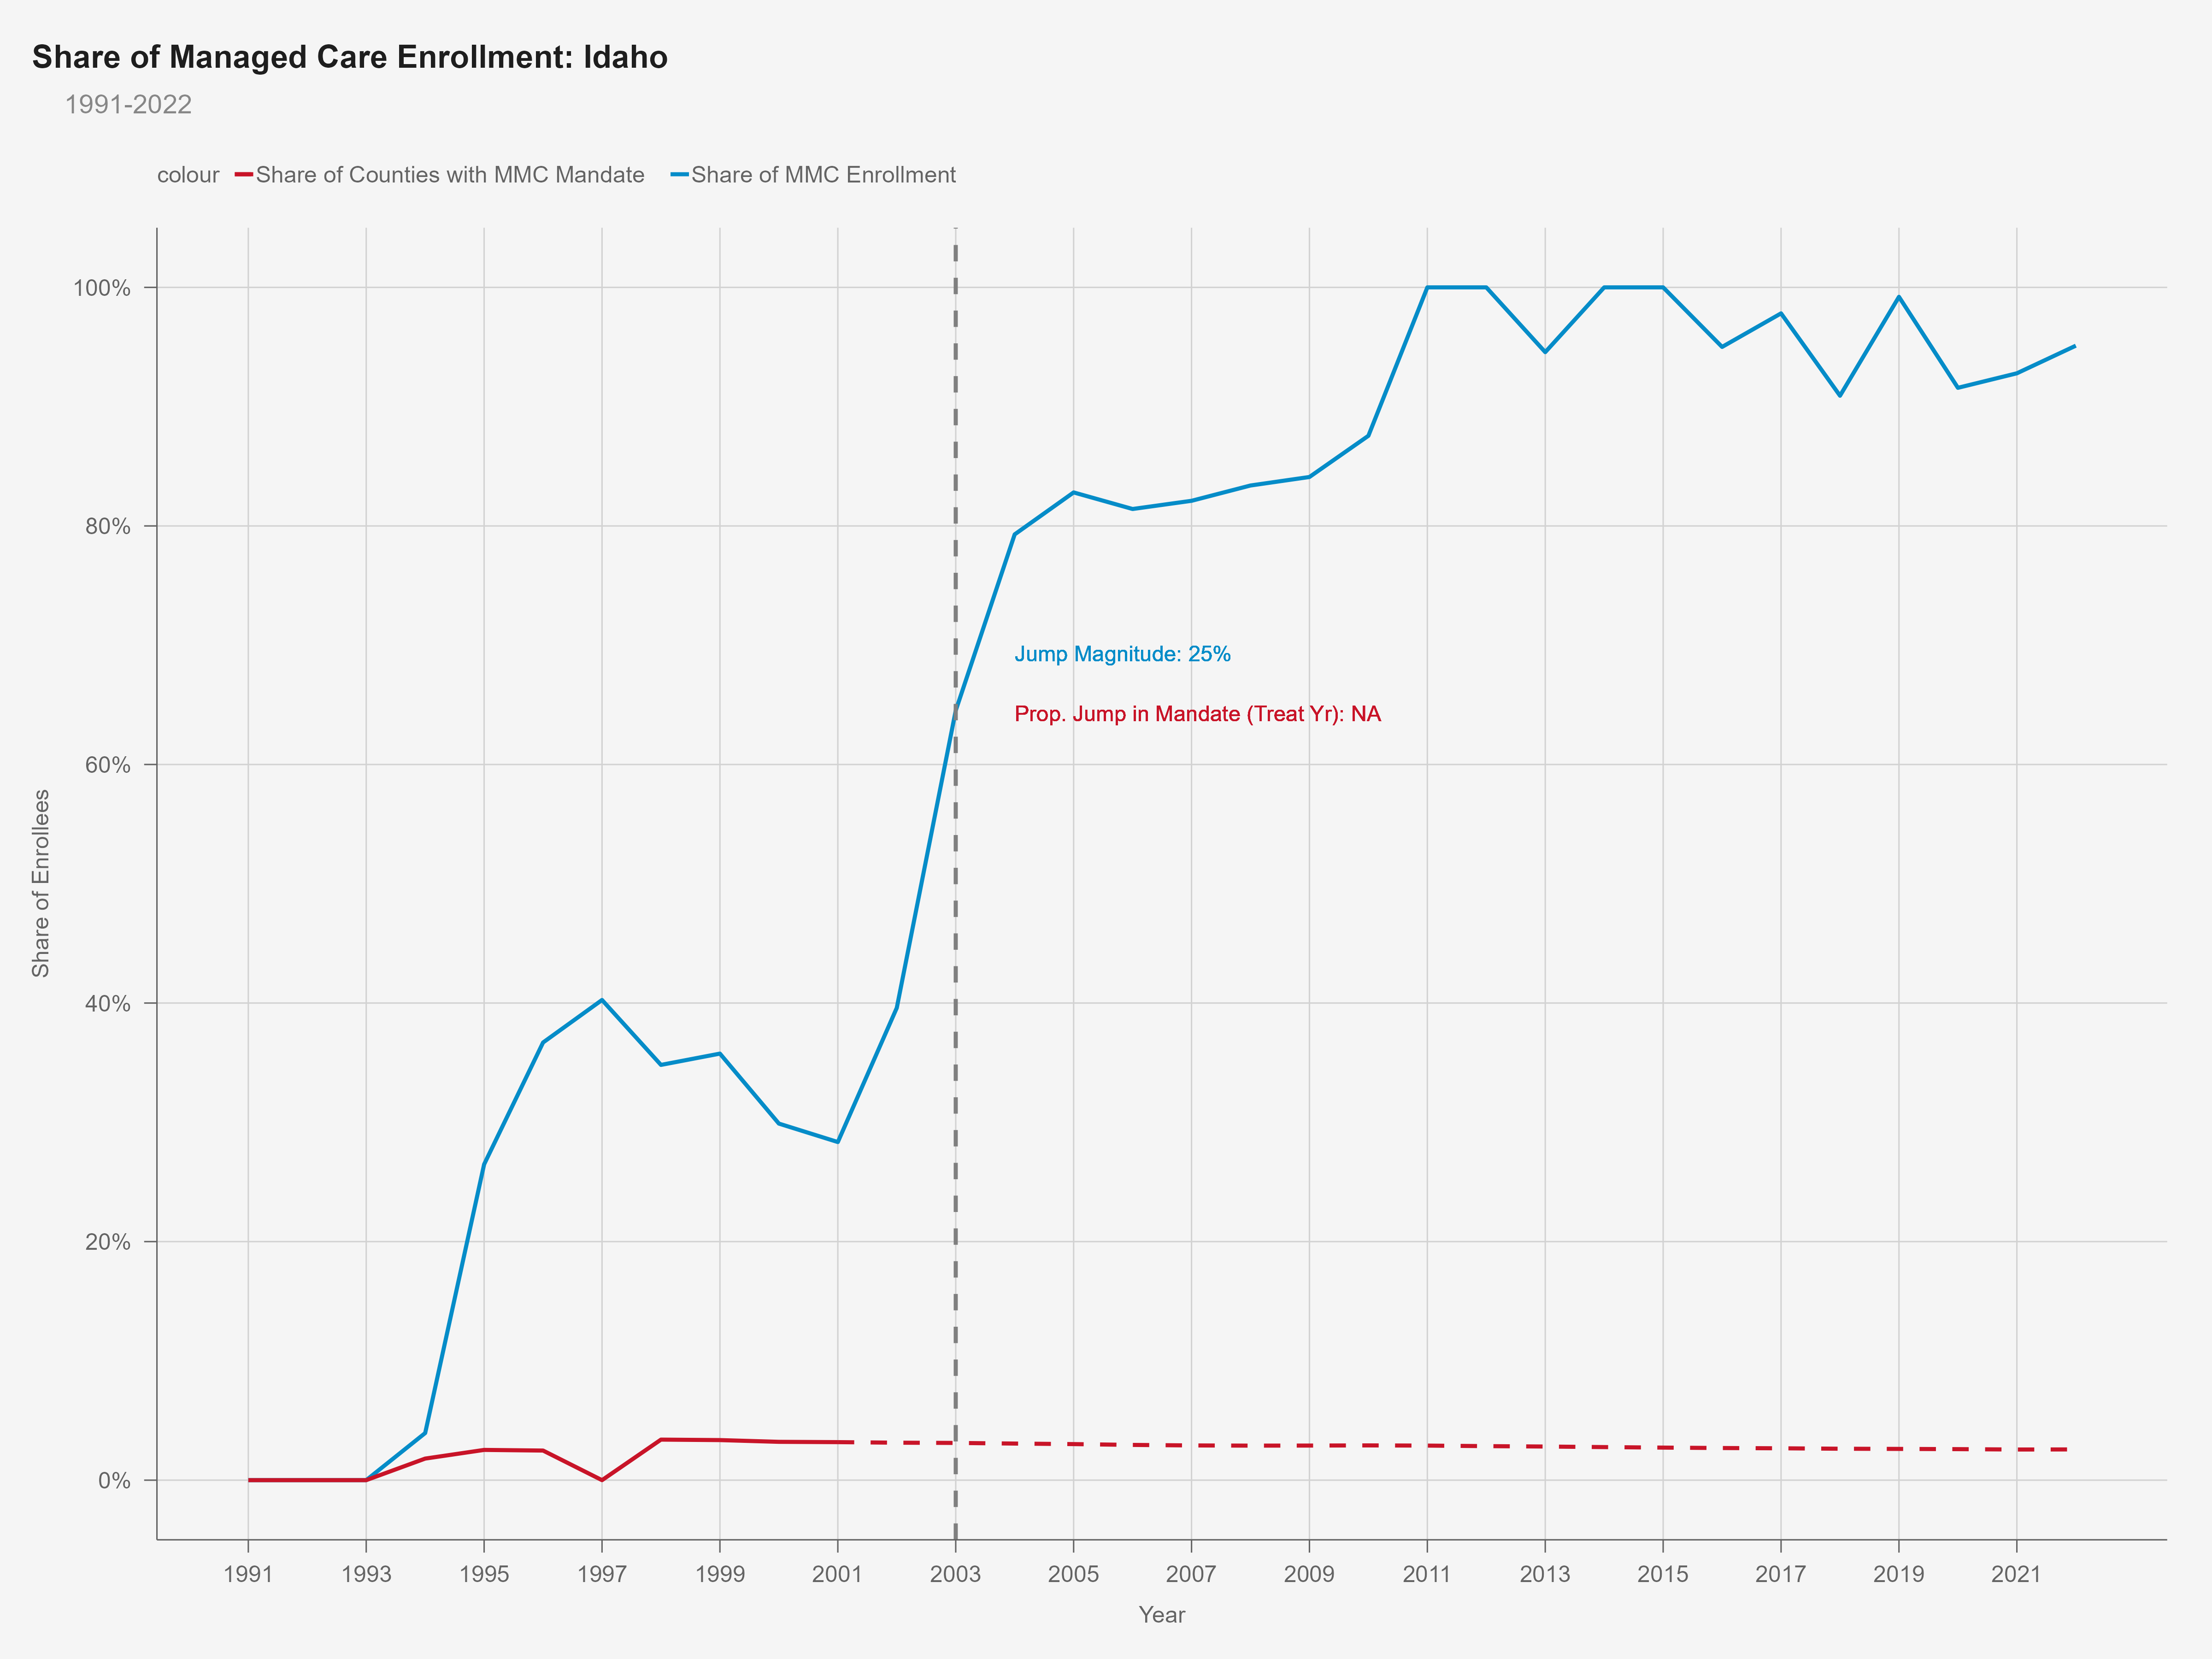 Share of Managed Care Enrollment: Idaho
1991-2022
colour Share of Counties with MMC Mandate Share of MMC Enrollment
100%
80%
60%
40%
20%
0%
Share of Enrollees
Jump Magnitude: 25%
Prop. Jump in Mandate (Treat Yr): NA
1991 1993 1995 1997 1999 2001 2003 2005 2007 2009 2011 2013 2015 2017 2019 2021
Year